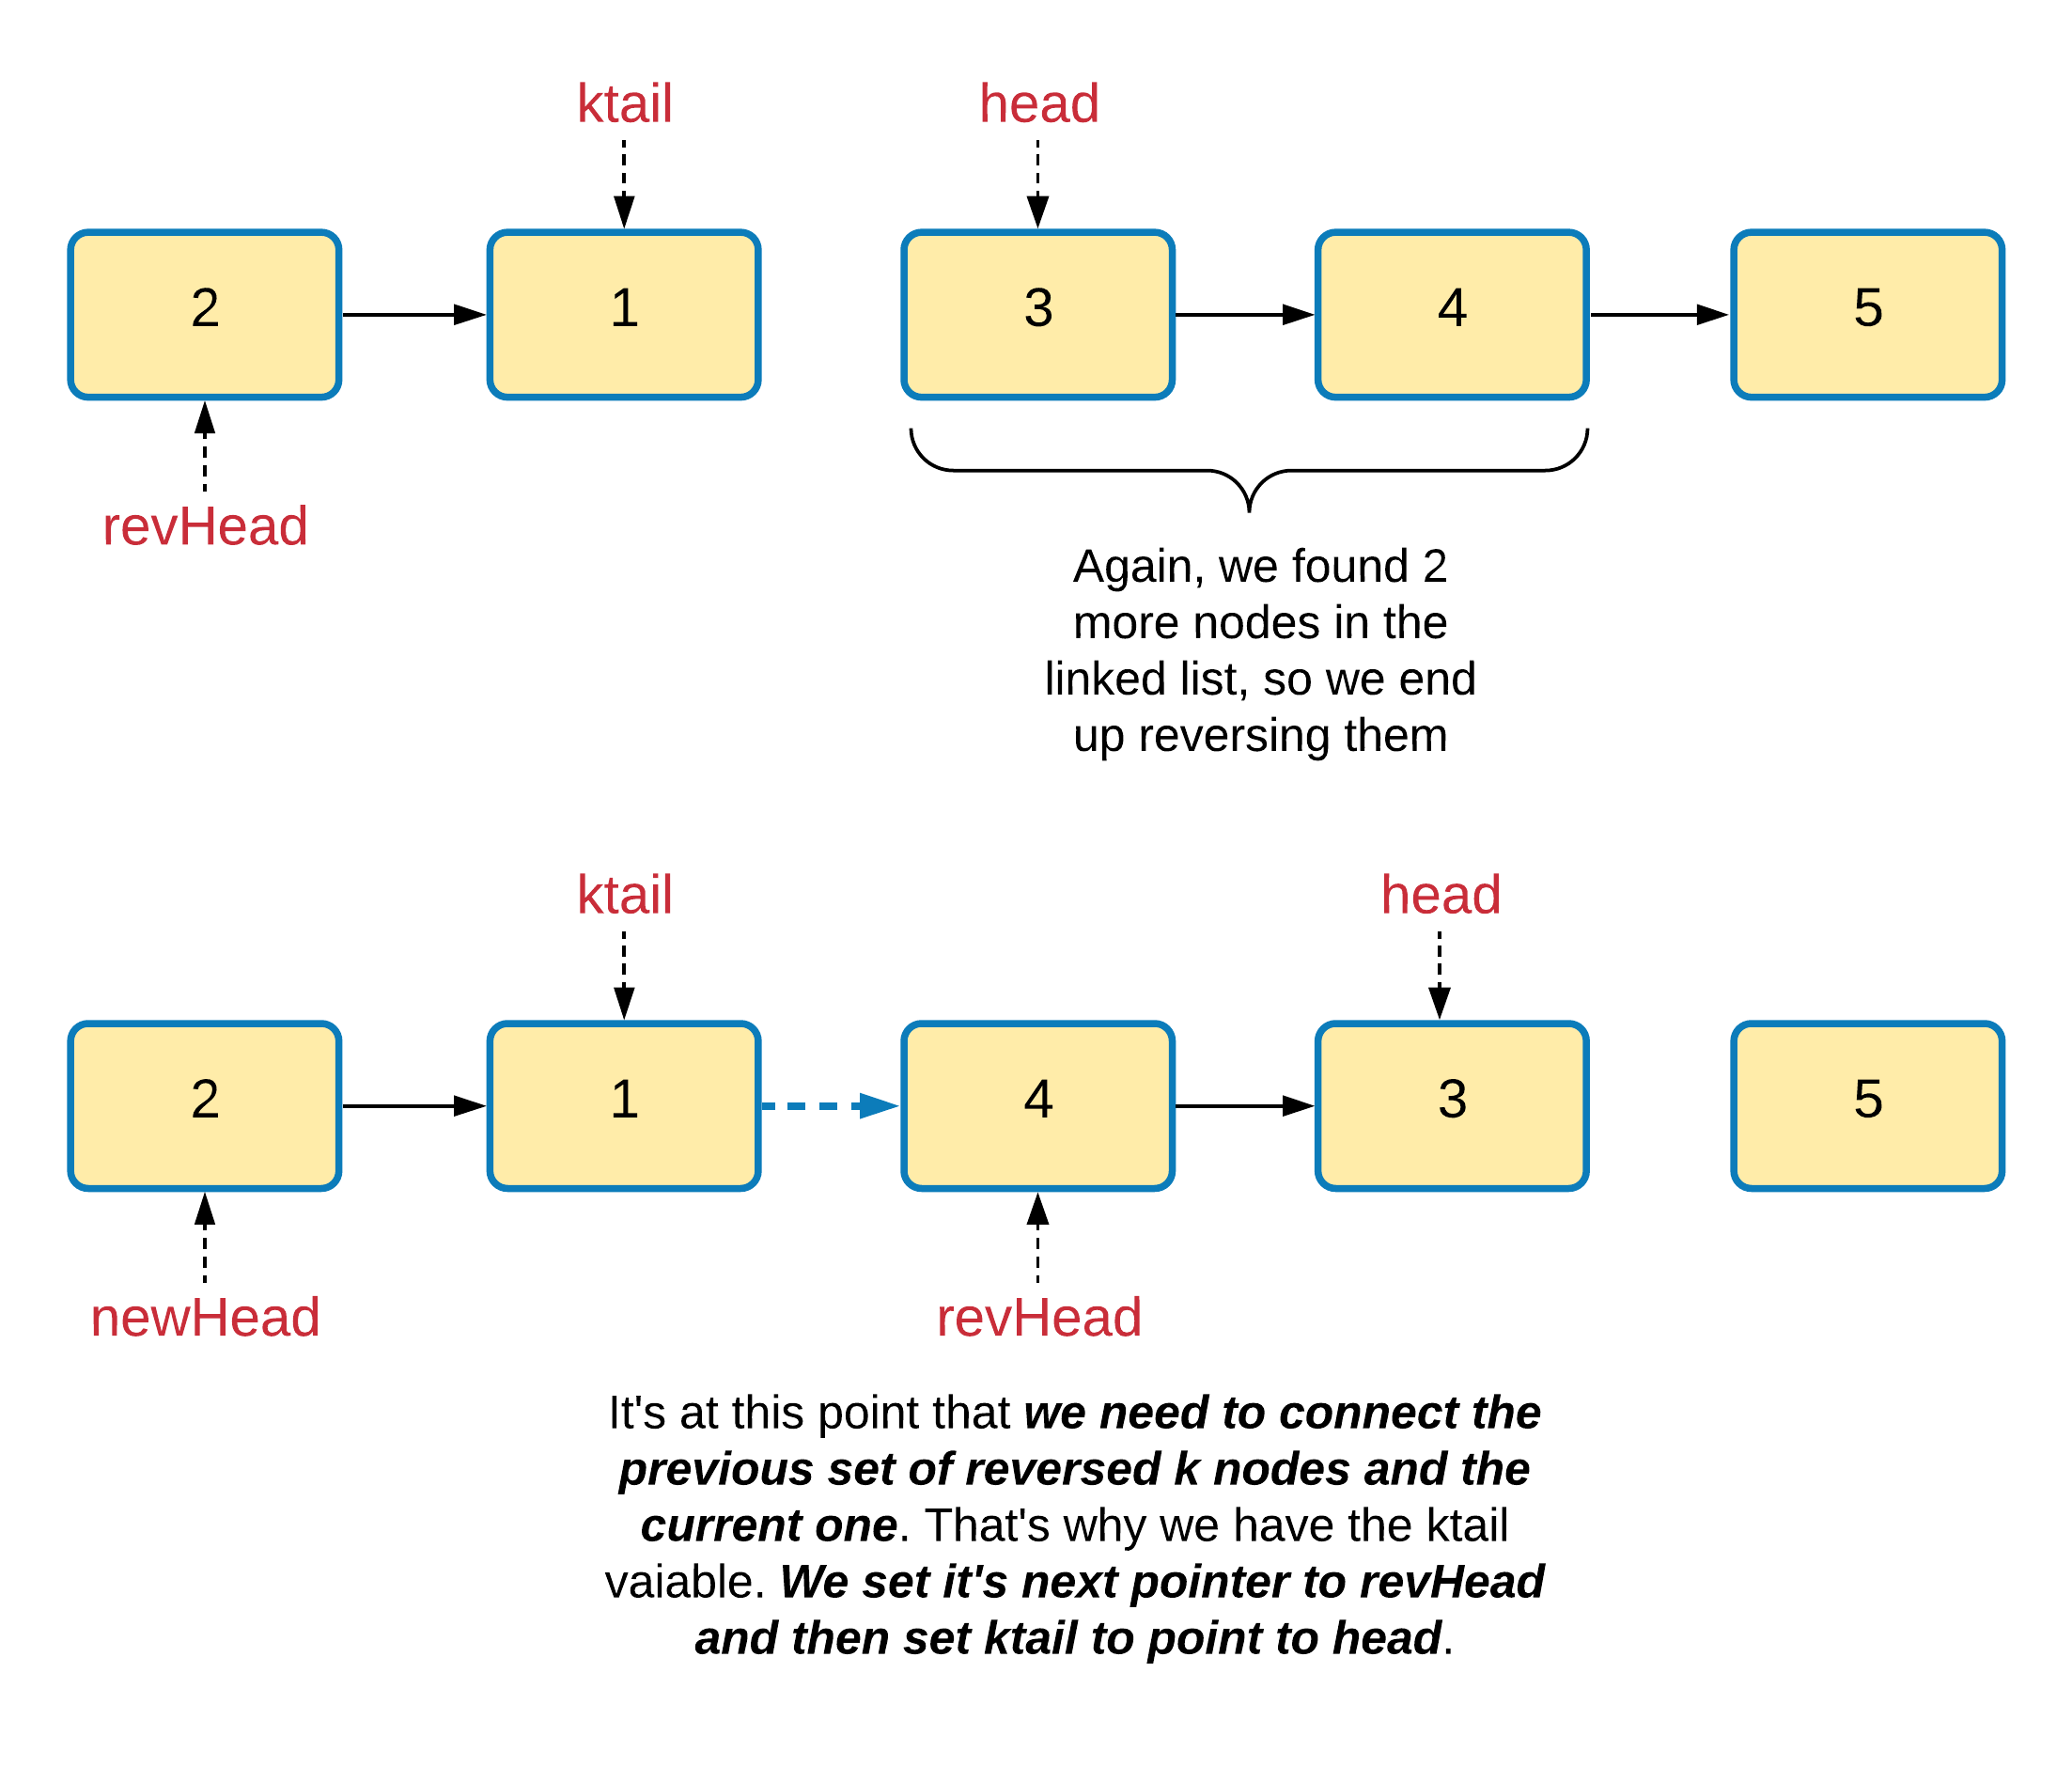 ktail head
2 1 3 4 5
revHead
Again, we found 2
more nodes in the
linked list, so we end
up reversing them
ktail head
2 1 4 3 5
newHead revHead
It's at this point that we need to connect the
previous set of reversed k nodes and the
current one. That's why we have the ktail
vaiable. We set it's next pointer to revHead
and then set ktail to point to head.